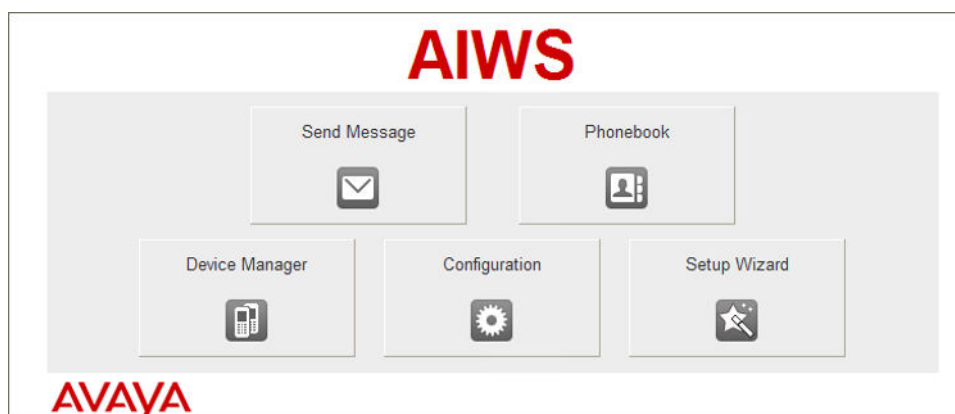 AIWS
Send Message
Phonebook
Device Manager
Configuration
Setup Wizard
AVAYA